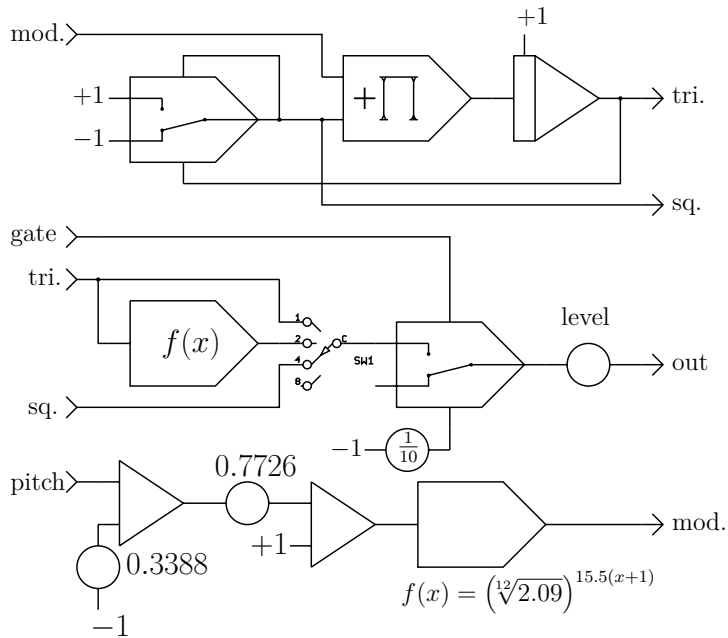 mod.
+1
+1
−1
+ ∏
tri.
sq.
gate
tri.
f(x)
sq.
1
2
4
8
C
SW1
level
out
−1
1/10
pitch
0.7726
+1
0.3388
−1
mod.
f(x) = (¹²√2.09)^15.5(x+1)